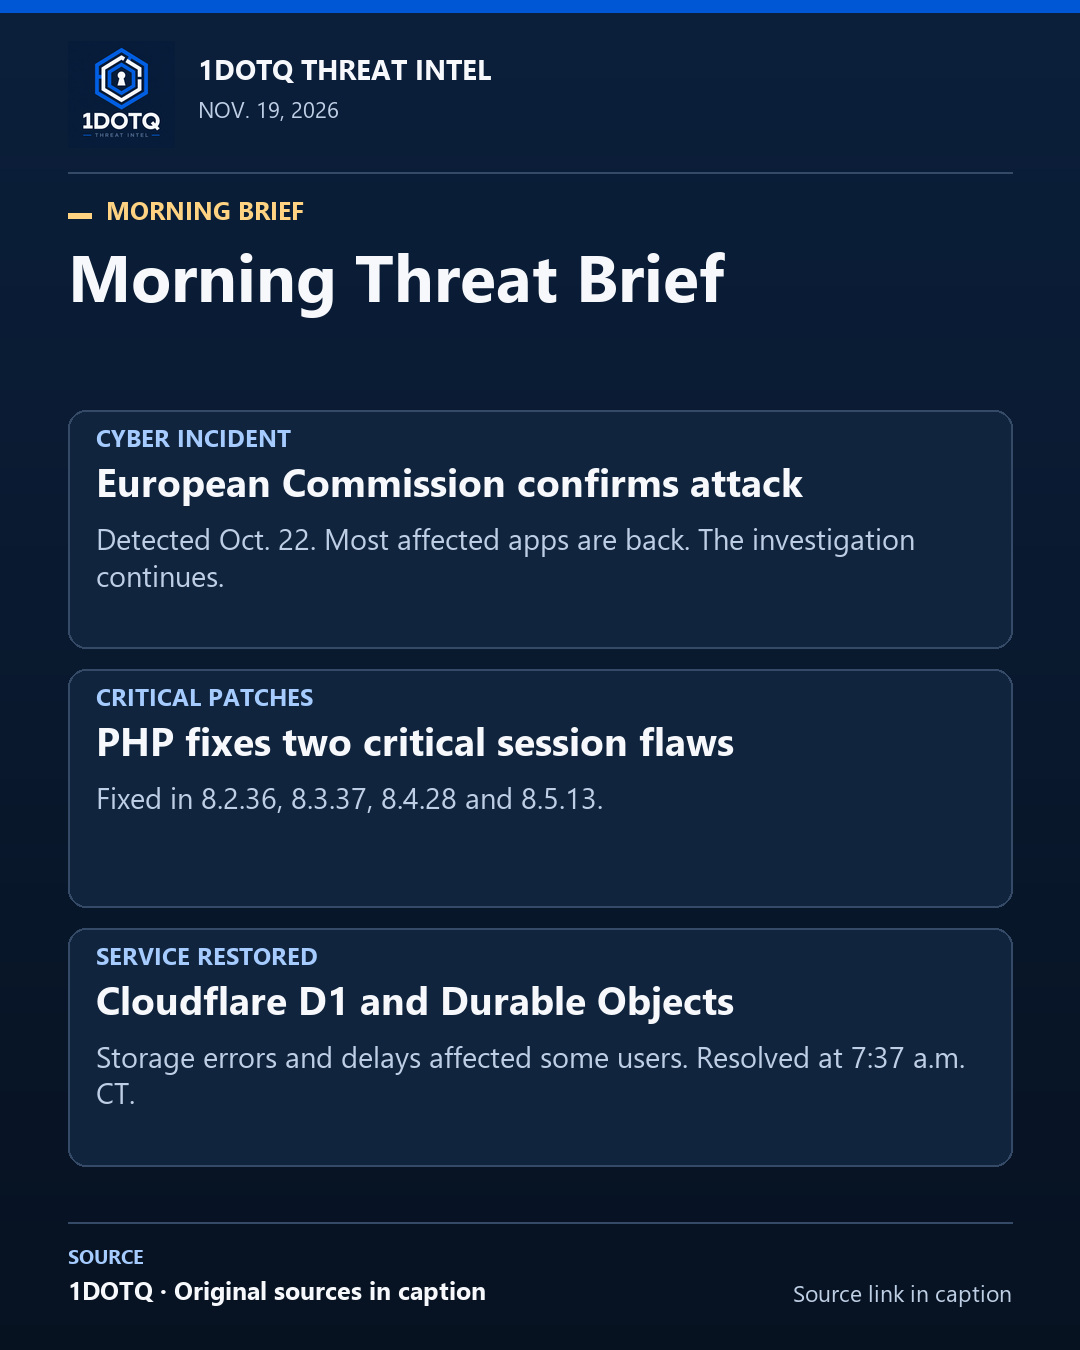 1DOTQ
THREAT INTEL
1DOTQ THREAT INTEL
NOV. 19, 2026
MORNING BRIEF
Morning Threat Brief
CYBER INCIDENT
European Commission confirms attack
Detected Oct. 22. Most affected apps are back. The investigation
continues.
CRITICAL PATCHES
PHP fixes two critical session flaws
Fixed in 8.2.36, 8.3.37, 8.4.28 and 8.5.13.
SERVICE RESTORED
Cloudflare D1 and Durable Objects
Storage errors and delays affected some users. Resolved at 7:37 a.m.
CT.
SOURCE
1DOTQ · Original sources in caption
Source link in caption